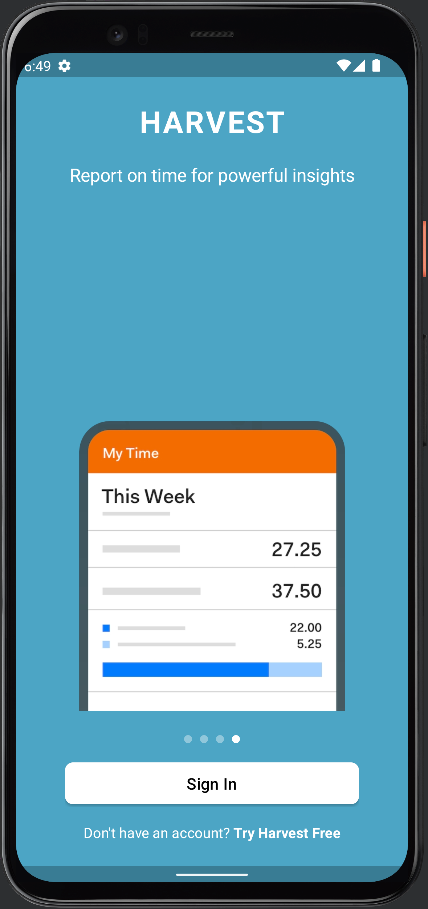 6:49
HARVEST
Report on time for powerful insights
My Time
This Week
27.25
37.50
22.00
5.25
Sign In
Don't have an account? Try Harvest Free